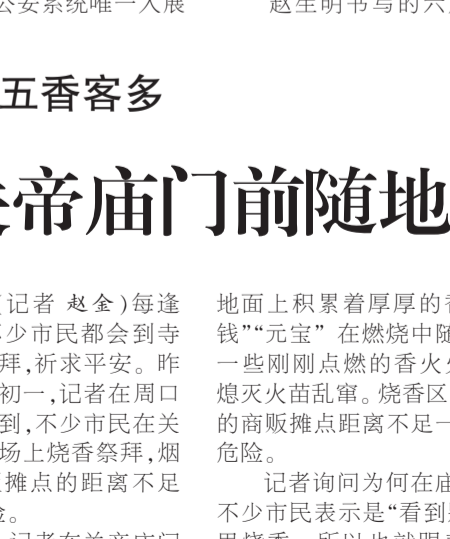 公安系统唯一人展
赵生明书写的六
五香客多
关帝庙门前随地
(记者 赵金)每逢
不少市民都会到寺
拜,祈求平安。昨
初一,记者在周口
到,不少市民在关
场上烧香祭拜,烟
摊点的距离不足
险。
记者在关帝庙门
地面上积累着厚厚的香
钱”“元宝” 在燃烧中随
一些刚刚点燃的香火
熄灭火苗乱窜。烧香区
的商贩摊点距离不足一
危险。
记者询问为何在庙
不少市民表示是“看到
里烧香，所以也就跟